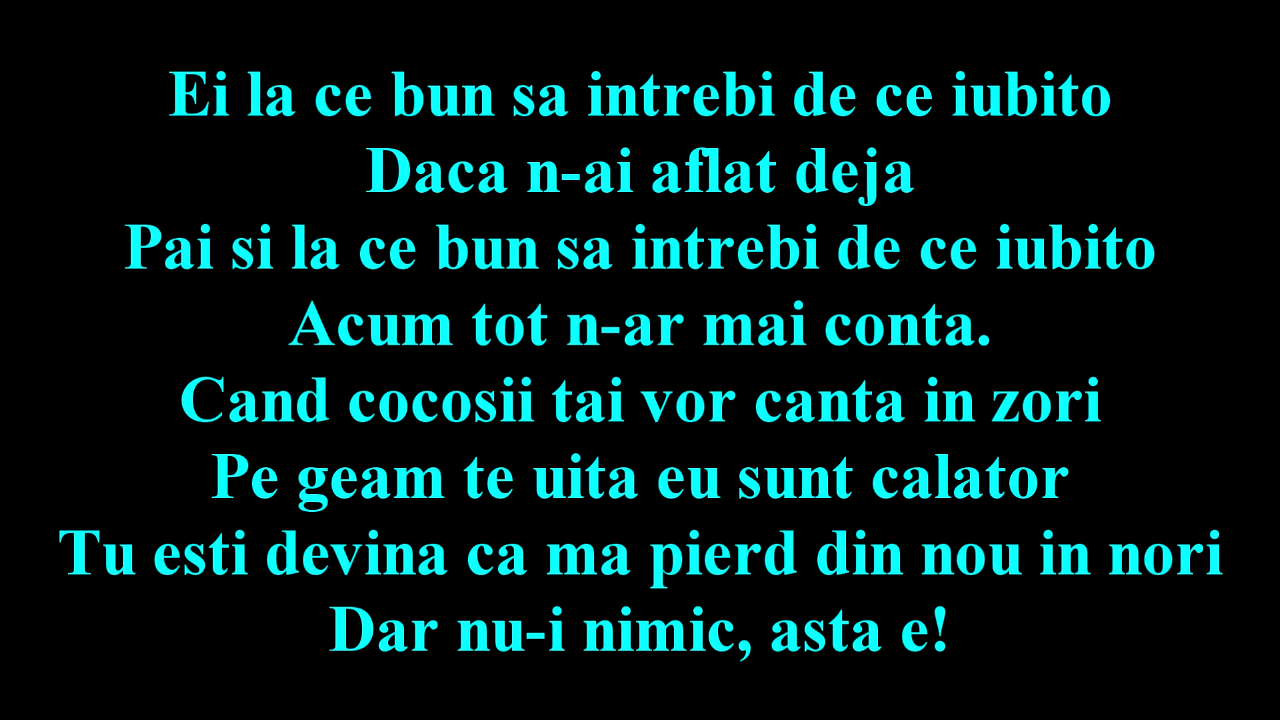 Ei la ce bun sa intrebi de ce iubito
Daca n-ai aflat deja
Pai si la ce bun sa intrebi de ce iubito
Acum tot n-ar mai conta.
Cand cocosii tai vor canta in zori
Pe geam te uita eu sunt calator
Tu esti devina ca ma pierd din nou in nori
Dar nu-i nimic, asta e!